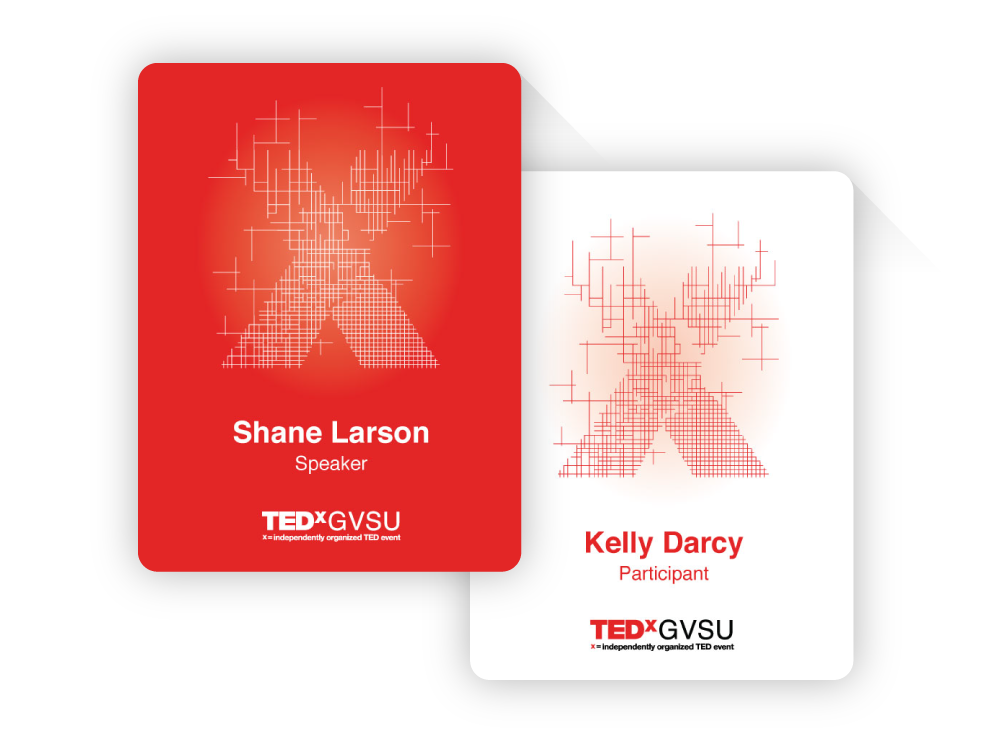 Shane Larson
Speaker
TEDxGVSU
x = independently organized TED event
Kelly Darcy
Participant
TEDxGVSU
x = independently organized TED event